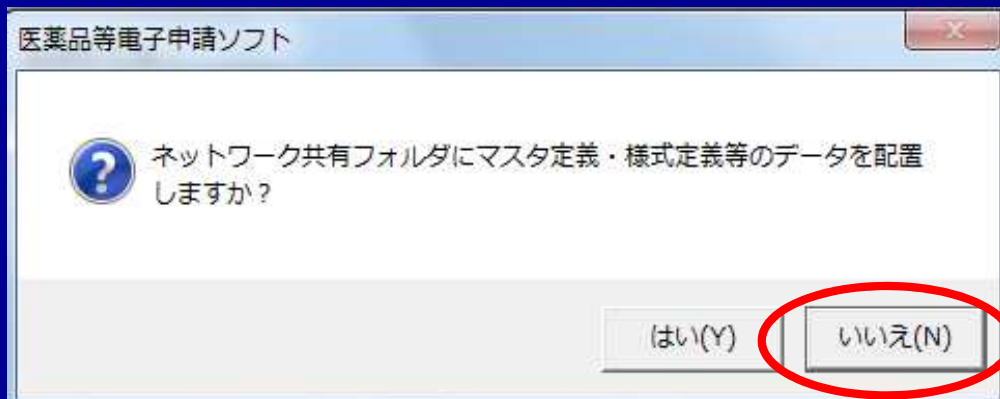 医薬品等電子申請ソフト
ネットワーク共有フォルダにマスタ定義・様式定義等のデータを配置
しますか？
はい(Y)
いいえ(N)